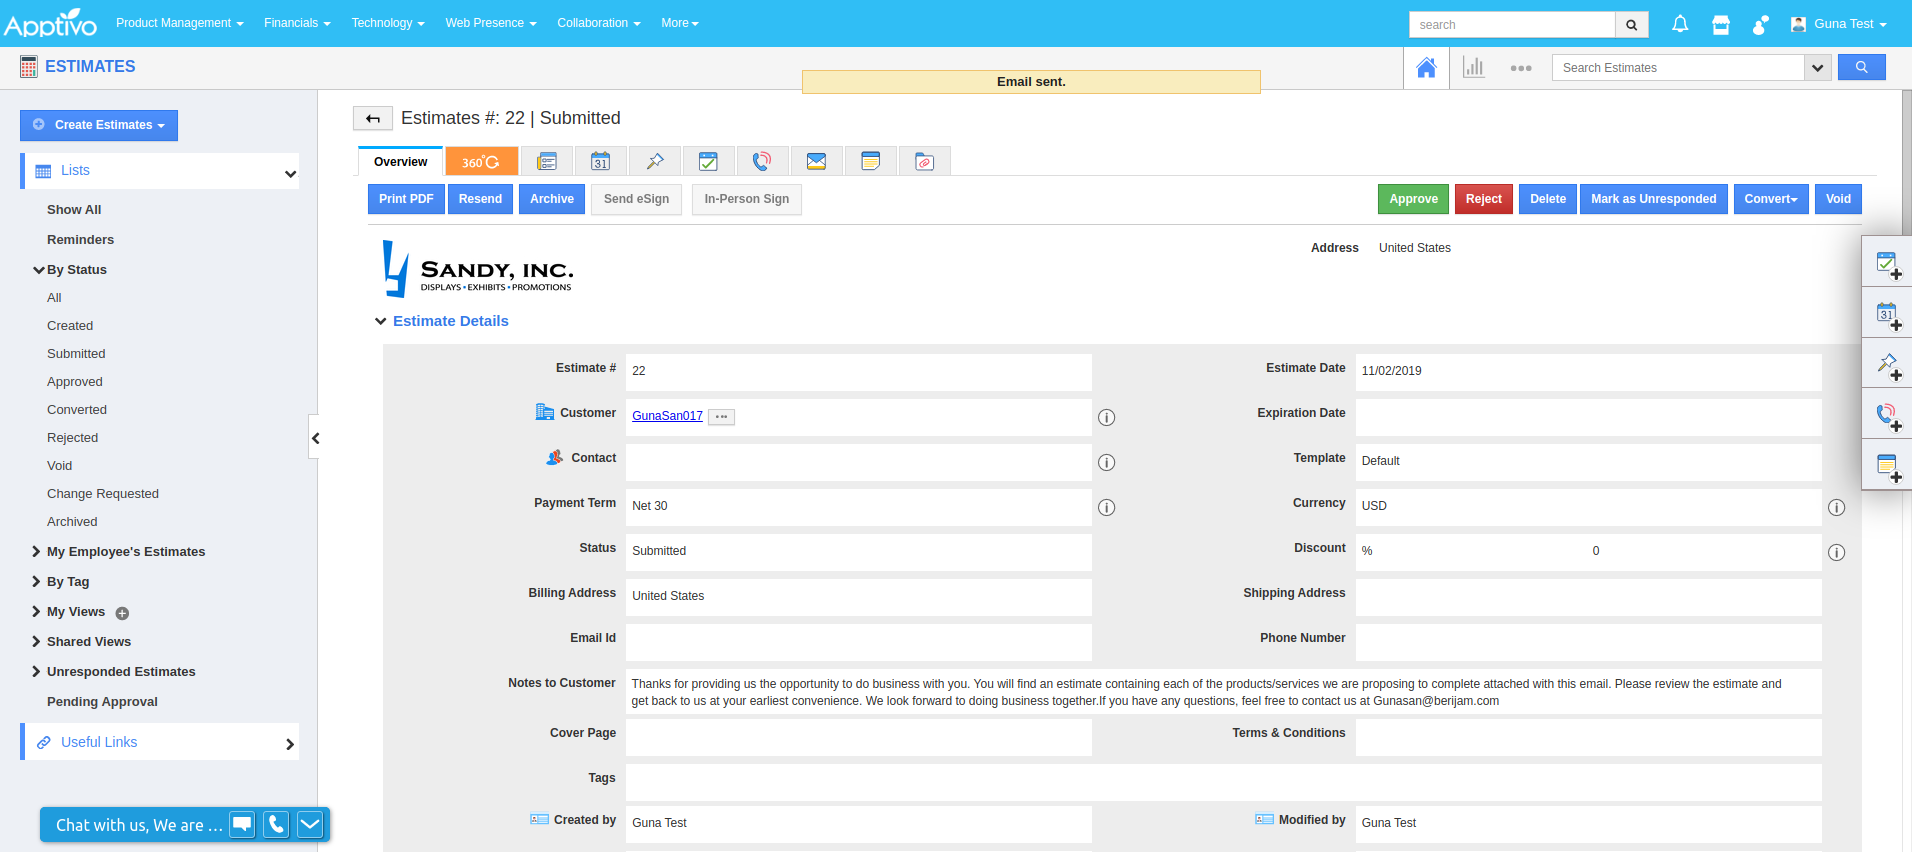 Apptivo
Product Management
Financials
Technology
Web Presence
Collaboration
More
search
Guna Test
ESTIMATES
Email sent.
Search Estimates
Create Estimates
Lists
Show All
Reminders
By Status
All
Created
Submitted
Approved
Converted
Rejected
Void
Change Requested
Archived
My Employee's Estimates
By Tag
My Views
Shared Views
Unresponded Estimates
Pending Approval
Useful Links
Chat with us, We are ...
Estimates #: 22 | Submitted
Overview
360°
31
Print PDF
Resend
Archive
Send eSign
In-Person Sign
Approve
Reject
Delete
Mark as Unresponded
Convert
Void
SANDY, INC.
DISPLAYS • EXHIBITS • PROMOTIONS
Address United States
Estimate Details
Estimate # 22
Estimate Date 11/02/2019
Customer GunaSan017
Expiration Date
Contact
Template Default
Payment Term Net 30
Currency USD
Status Submitted
Discount % 0
Billing Address United States
Shipping Address
Email Id
Phone Number
Notes to Customer Thanks for providing us the opportunity to do business with you. You will find an estimate containing each of the products/services we are proposing to complete attached with this email. Please review the estimate and
get back to us at your earliest convenience. We look forward to doing business together.If you have any questions, feel free to contact us at Gunasan@berijam.com
Cover Page
Terms & Conditions
Tags
Created by Guna Test
Modified by Guna Test
31